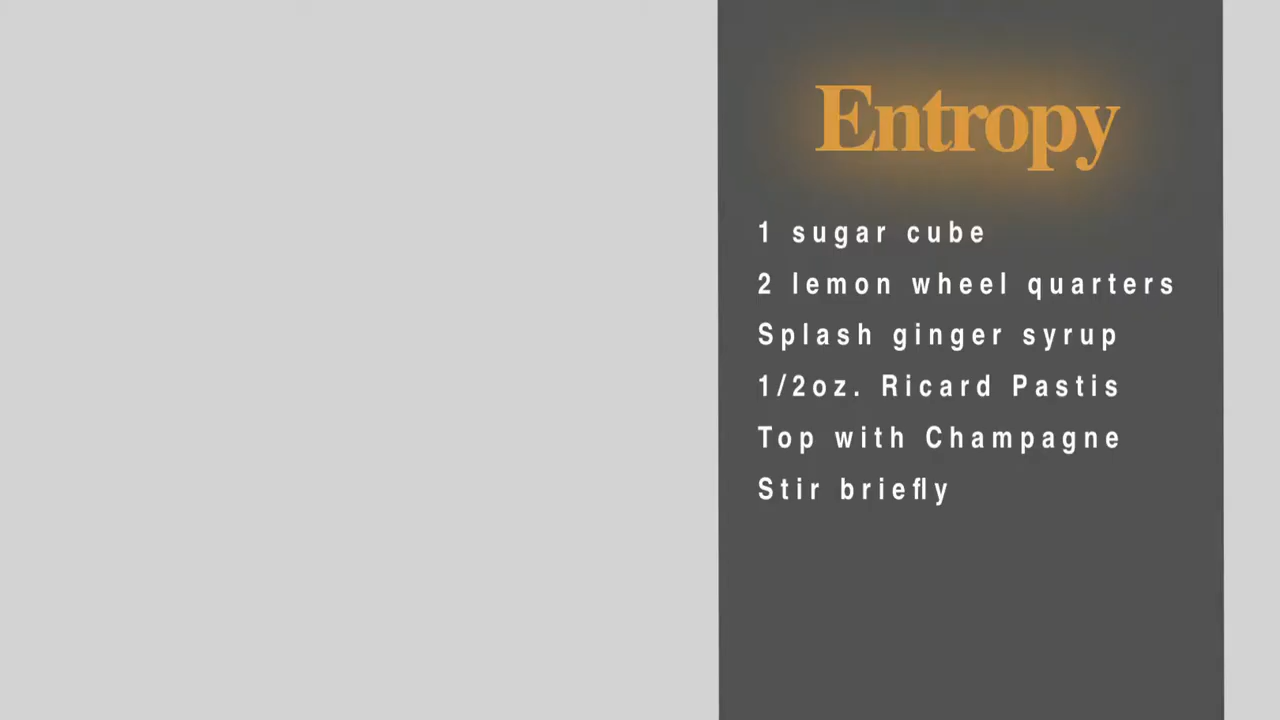 Entropy
1 sugar cube
2 lemon wheel quarters
Splash ginger syrup
1/2oz. Ricard Pastis
Top with Champagne
Stir briefly